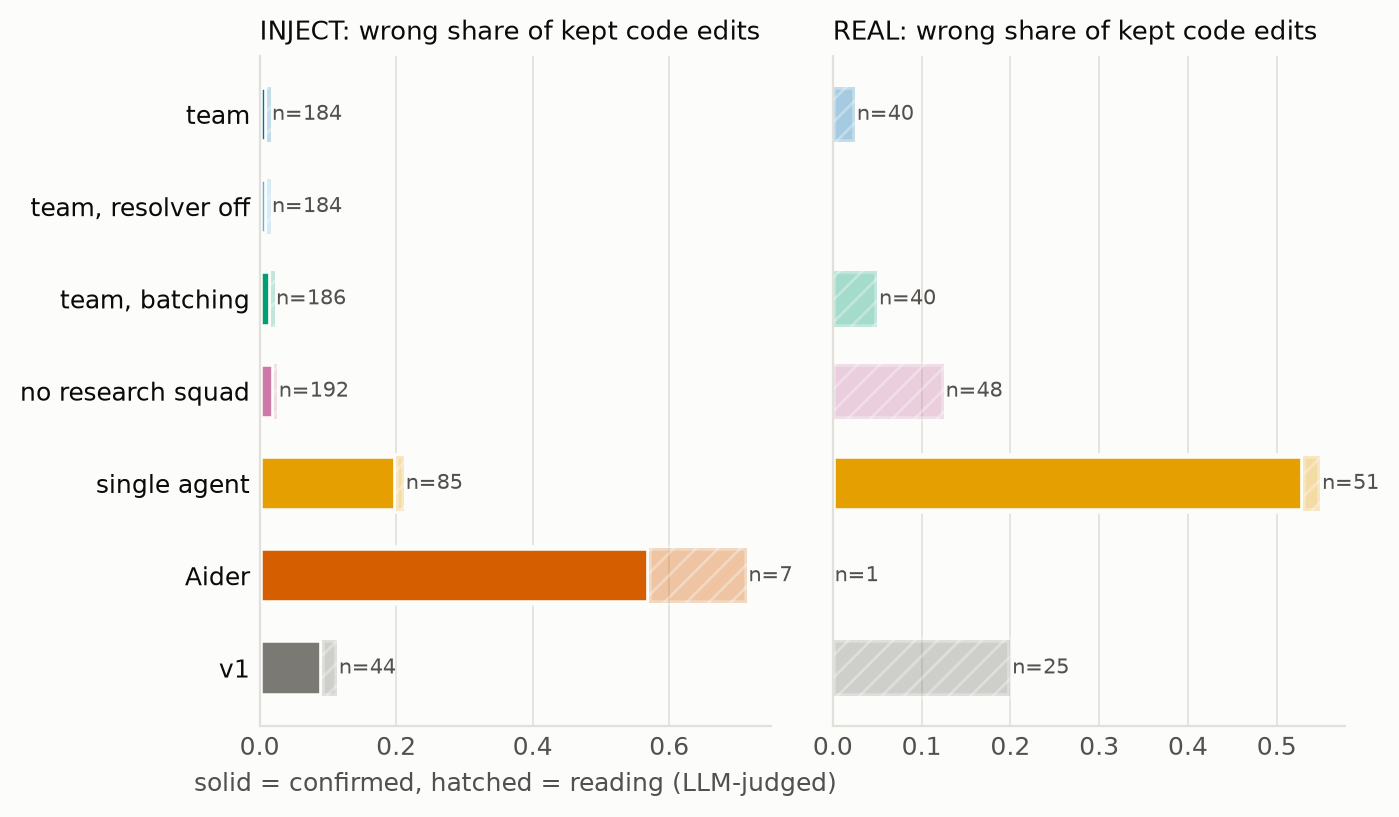 INJECT: wrong share of kept code edits
REAL: wrong share of kept code edits
team
n=184
n=40
team, resolver off
n=184
team, batching
n=186
n=40
no research squad
n=192
n=48
single agent
n=85
n=51
Aider
n=7
n=1
v1
n=44
n=25
0.0 0.2 0.4 0.6
0.0 0.1 0.2 0.3 0.4 0.5
solid = confirmed, hatched = reading (LLM-judged)